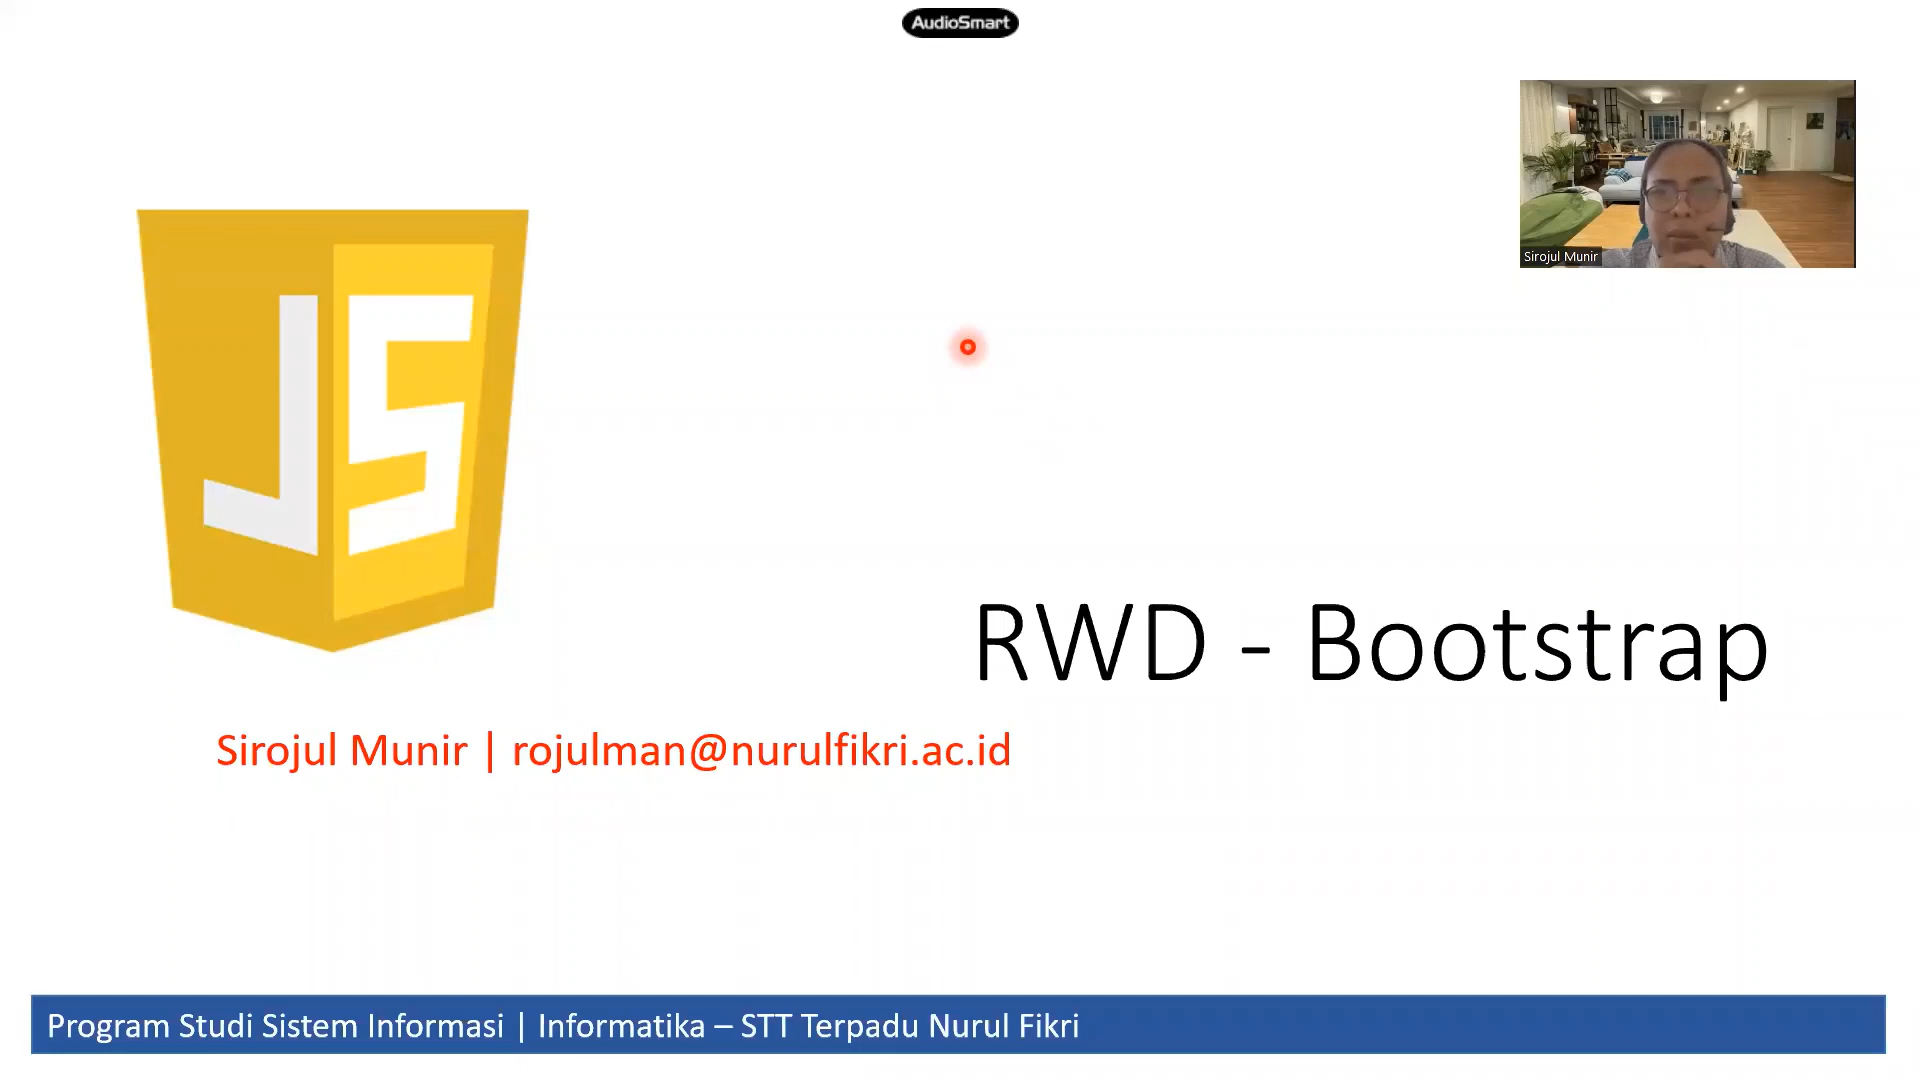 AudioSmart
Sirojul Munir
JS
RWD - Bootstrap
Sirojul Munir | rojulman@nurulfikri.ac.id
Program Studi Sistem Informasi | Informatika – STT Terpadu Nurul Fikri